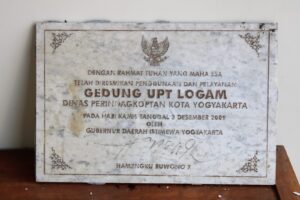 DENGAN RAHMAT TUHAN YANG MAHA ESA
TELAH DIRESMIKAN PENGGUNAAN DAN PELAYANAN
GEDUNG UPT LOGAM
DINAS PERINDAGKOPTAN KOTA YOGYAKARTA
PADA HARI KAMIS TANGGAL 3 DESEMBER 2009
OLEH
GUBERNUR DAERAH ISTIMEWA YOGYAKARTA
HAMENGKU BUWONO X